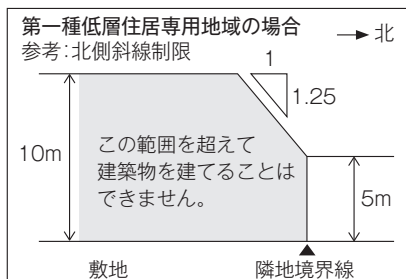 第一種低層住居専用地域の場合
→北
参考:北側斜線制限
1
1.25
10m
この範囲を超えて
建築物を建てることは
できません。
5m
敷地
隣地境界線